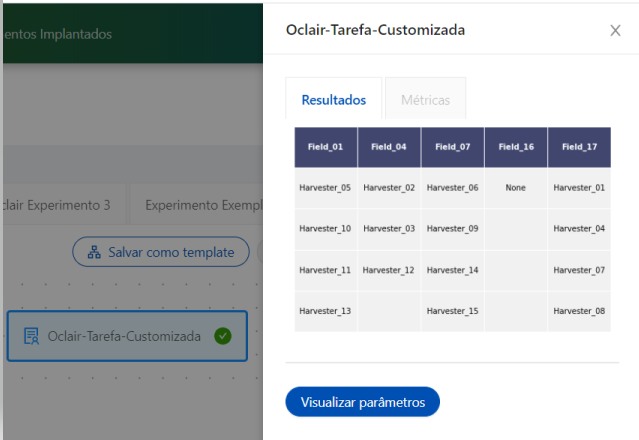 entos Implantados
Oclair-Tarefa-Customizada
Resultados
Métricas
Field_01 Field_04 Field_07 Field_16 Field_17
Harvester_05 Harvester_02 Harvester_06 None Harvester_01
Harvester_10 Harvester_03 Harvester_09 Harvester_04
Harvester_11 Harvester_12 Harvester_14 Harvester_07
Harvester_13 Harvester_15 Harvester_08
clair Experimento 3
Experimento Exempl
Salvar como template
Oclair-Tarefa-Customizada
Visualizar parâmetros